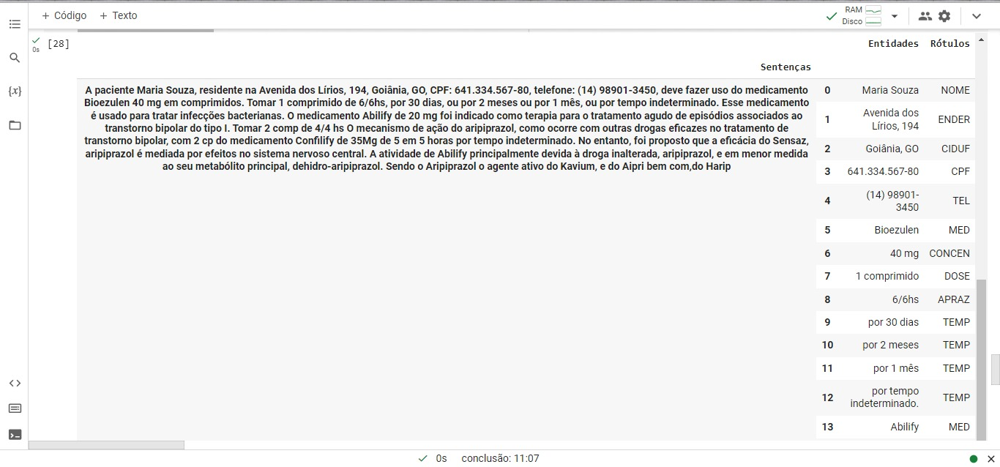 + Código + Texto
RAM
Disco
0s
[28]
Entidades Rótulos
Sentenças
A paciente Maria Souza, residente na Avenida dos Lírios, 194, Goiânia, GO, CPF: 641.334.567-80, telefone: (14) 98901-3450, deve fazer uso do medicamento
Bioezulen 40 mg em comprimidos. Tomar 1 comprimido de 6/6hs, por 30 dias, ou por 2 meses ou por 1 mês, ou por tempo indeterminado. Esse medicamento
é usado para tratar infecções bacterianas. O medicamento Abilify de 20 mg foi indicado como terapia para o tratamento agudo de episódios associados ao
transtorno bipolar do tipo I. Tomar 2 comp de 4/4 hs O mecanismo de ação do aripiprazol, como ocorre com outras drogas eficazes no tratamento de
transtorno bipolar, com 2 cp do medicamento Confilify de 35Mg de 5 em 5 horas por tempo indeterminado. No entanto, foi proposto que a eficácia do Sensaz,
aripiprazol é mediada por efeitos no sistema nervoso central. A atividade de Abilify principalmente devida à droga inalterada, aripiprazol, e em menor medida
ao seu metabólito principal, dehidro-aripiprazol. Sendo o Aripiprazol o agente ativo do Kavium, e do Aipri bem com,do Harip
0 Maria Souza NOME
1 Avenida dos
Lírios, 194 ENDER
2 Goiânia, GO CIDUF
3 641.334.567-80 CPF
4 (14) 98901-
3450 TEL
5 Bioezulen MED
6 40 mg CONCEN
7 1 comprimido DOSE
8 6/6hs APRAZ
9 por 30 dias TEMP
10 por 2 meses TEMP
11 por 1 mês TEMP
12 por tempo
indeterminado. TEMP
13 Abilify MED
{x}
0s conclusão: 11:07